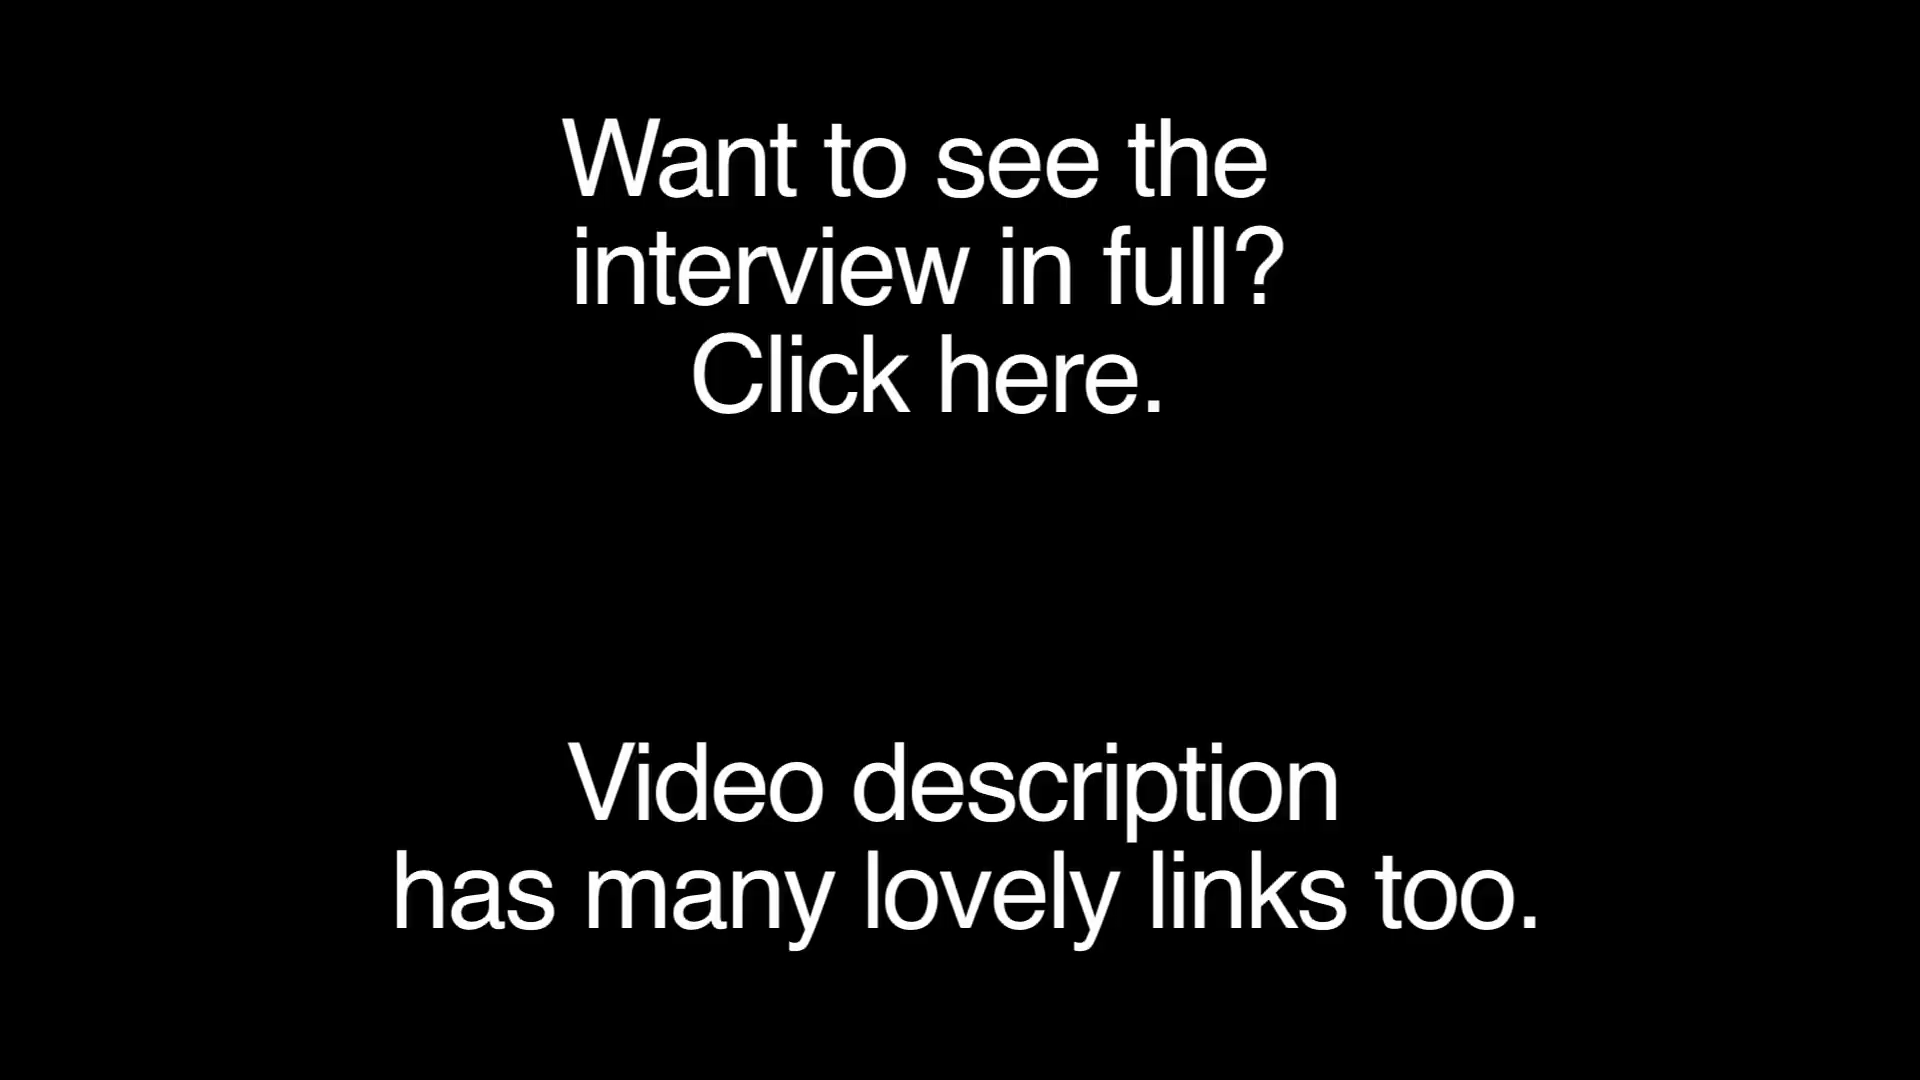 Want to see the
interview in full?
Click here.
Video description
has many lovely links too.